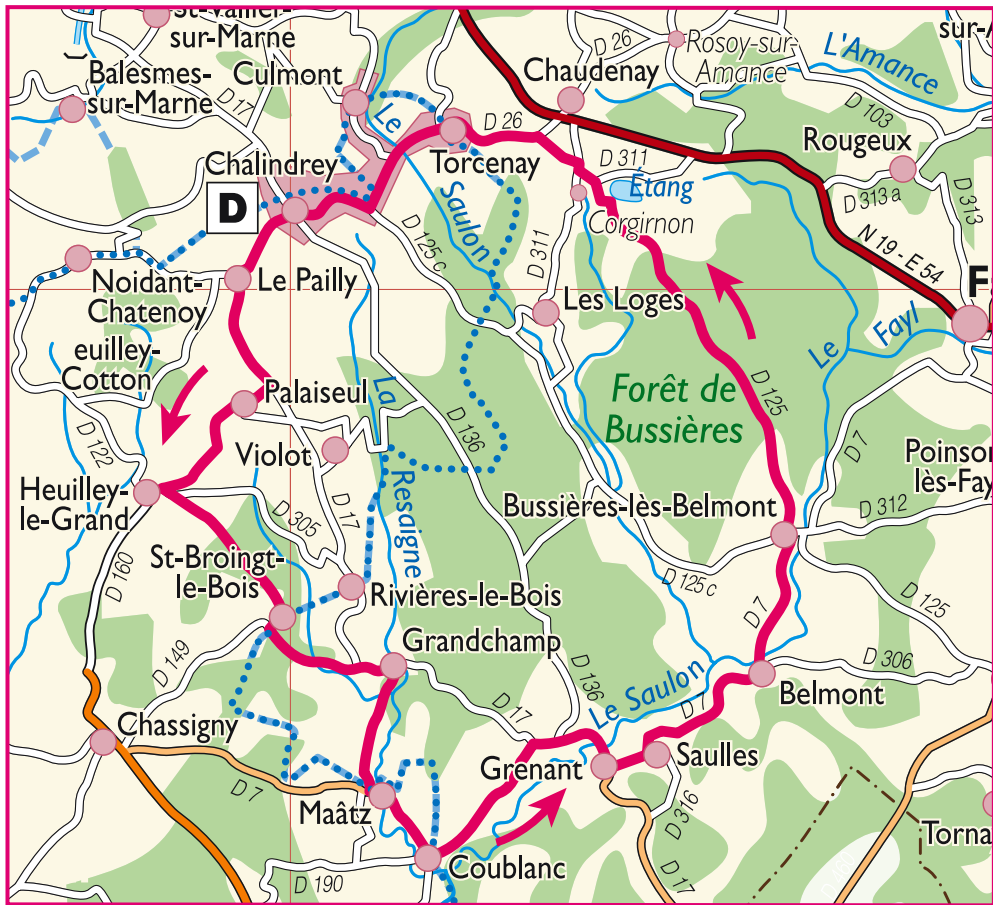 St-Vallier-
sur-Marne
Balesmes-
sur-Marne
D 17
Culmont
Le
Saulon
Chaudenay
D 26
Rosoy-sur-
Amance
L'Amance
sur-
D 103
Rougeux
D 313a
D 313
N 19 - E 54
F
D 26
Torcenay
Chalindrey
D
D 311
Étang
Corgirnon
D 125 c
D 311
Noidant-
Chatenoy
Le Pailly
Les Loges
Le
Fayl
euilley-
Cotton
Palaiseul
La
Resaigne
D 136
Forêt de
Bussières
D 125
D 7
D 122
Violot
Poinson
lès-Fay
Heuilley-
le-Grand
D 305
D 17
Bussières-lès-Belmont
D 312
St-Broingt-
le-Bois
D 160
Rivières-le-Bois
D 125 c
D 125
D 7
Grandchamp
D 149
D 306
D 136
Le Saulon
D 7
Belmont
D 17
Chassigny
Grenant
Saulles
D 7
Maâtz
D 316
Torna
Coublanc
D 190
D 17